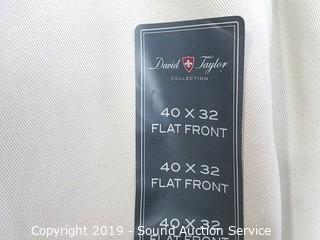 David Taylor
COLLECTION
40 X 32
FLAT FRONT
40 X 32
FLAT FRONT
40 X 32
Copyright 2019 - Sound Auction Service